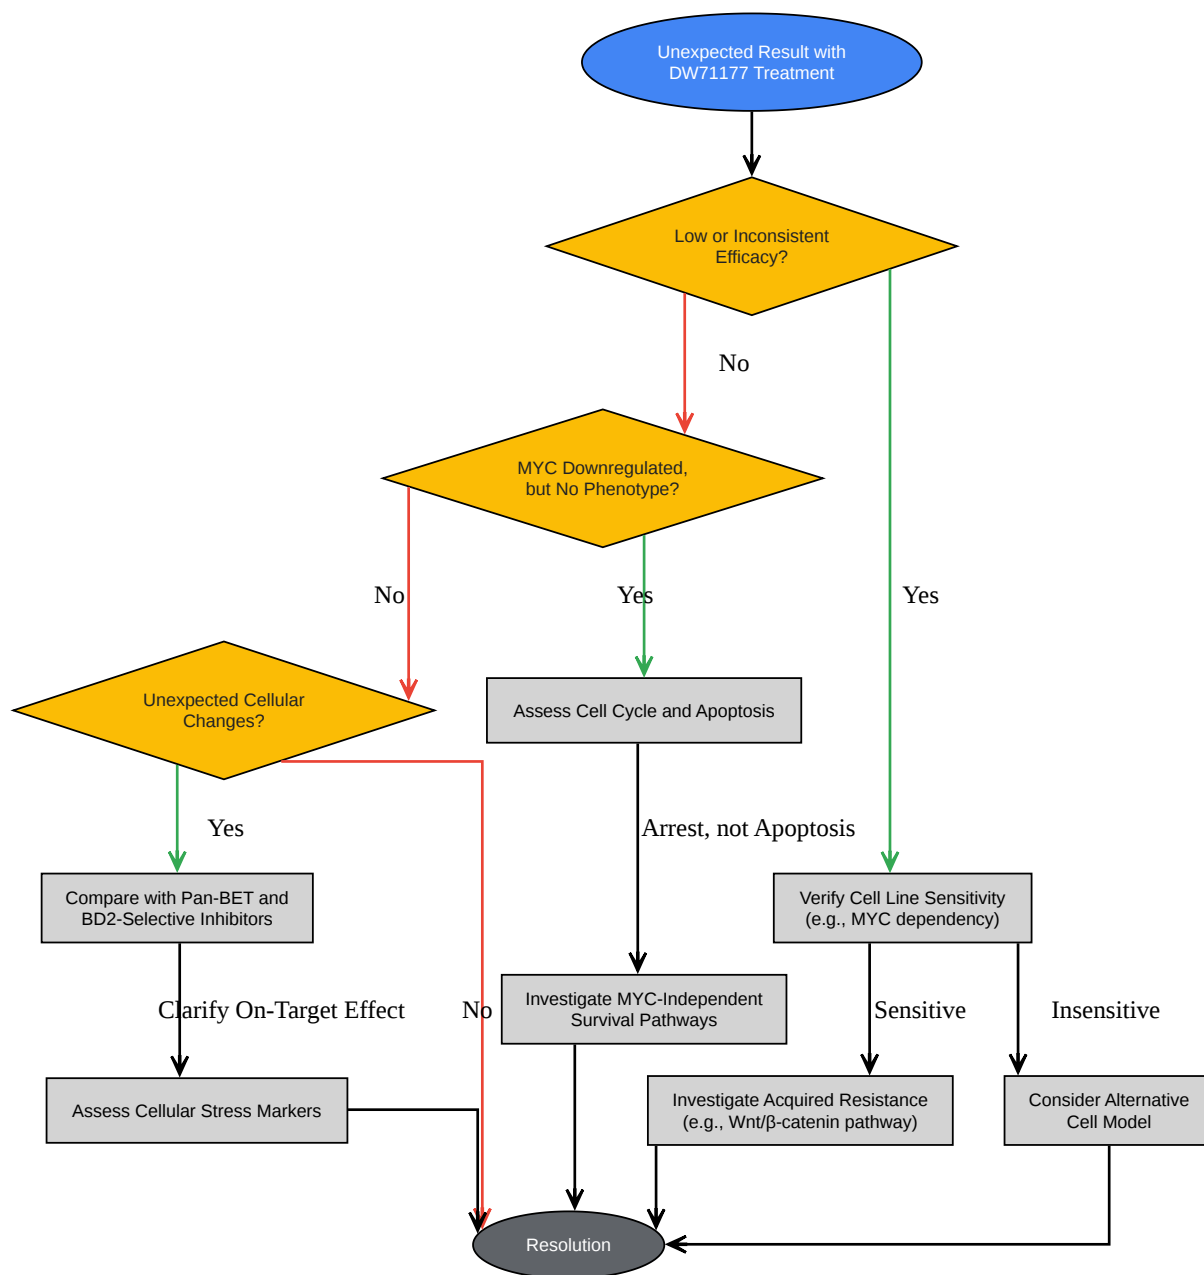 Unexpected Result with
DW71177 Treatment
Low or Inconsistent
Efficacy?
No
MYC Downregulated,
but No Phenotype?
No
Yes
Yes
Unexpected Cellular
Changes?
Assess Cell Cycle and Apoptosis
Yes
Arrest, not Apoptosis
Compare with Pan-BET and
BD2-Selective Inhibitors
Verify Cell Line Sensitivity
(e.g., MYC dependency)
Clarify On-Target Effect
No
Investigate MYC-Independent
Survival Pathways
Sensitive
Insensitive
Assess Cellular Stress Markers
Investigate Acquired Resistance
(e.g., Wnt/β-catenin pathway)
Consider Alternative
Cell Model
Resolution